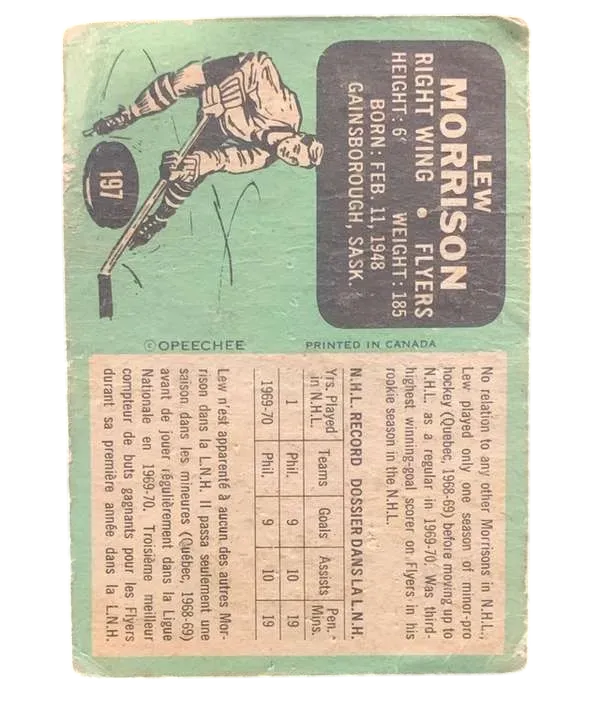 LEW
MORRISON
RIGHT WING • FLYERS
HEIGHT: 6' WEIGHT: 185
BORN: FEB. 11, 1948
GAINSBOROUGH, SASK.
197
©OPEECHEE PRINTED IN CANADA
No relation to any other Morrisons in N.H.L.,
Lew played only one season of minor-pro
hockey (Quebec, 1968-69) before moving up to
N.H.L. as a regular in 1969-70. Was third-
highest winning-goal scorer on Flyers in his
rookie season in the N.H.L.
N.H.L. RECORD DOSSIER DANS LA L.N.H.
Yrs. Played in N.H.L. Teams Goals Assists Pen. Mins.
1 Phil. 9 10 19
1969-70 Phil. 9 10 19
Lew n'est apparenté à aucun des autres Mor-
rison dans la L.N.H. Il passa seulement une
saison dans les mineures (Québec, 1968-69)
avant de jouer régulièrement dans la Ligue
Nationale en 1969-70. Troisième meilleur
compteur de buts gagnants pour les Flyers
durant sa première année dans la L.N.H.